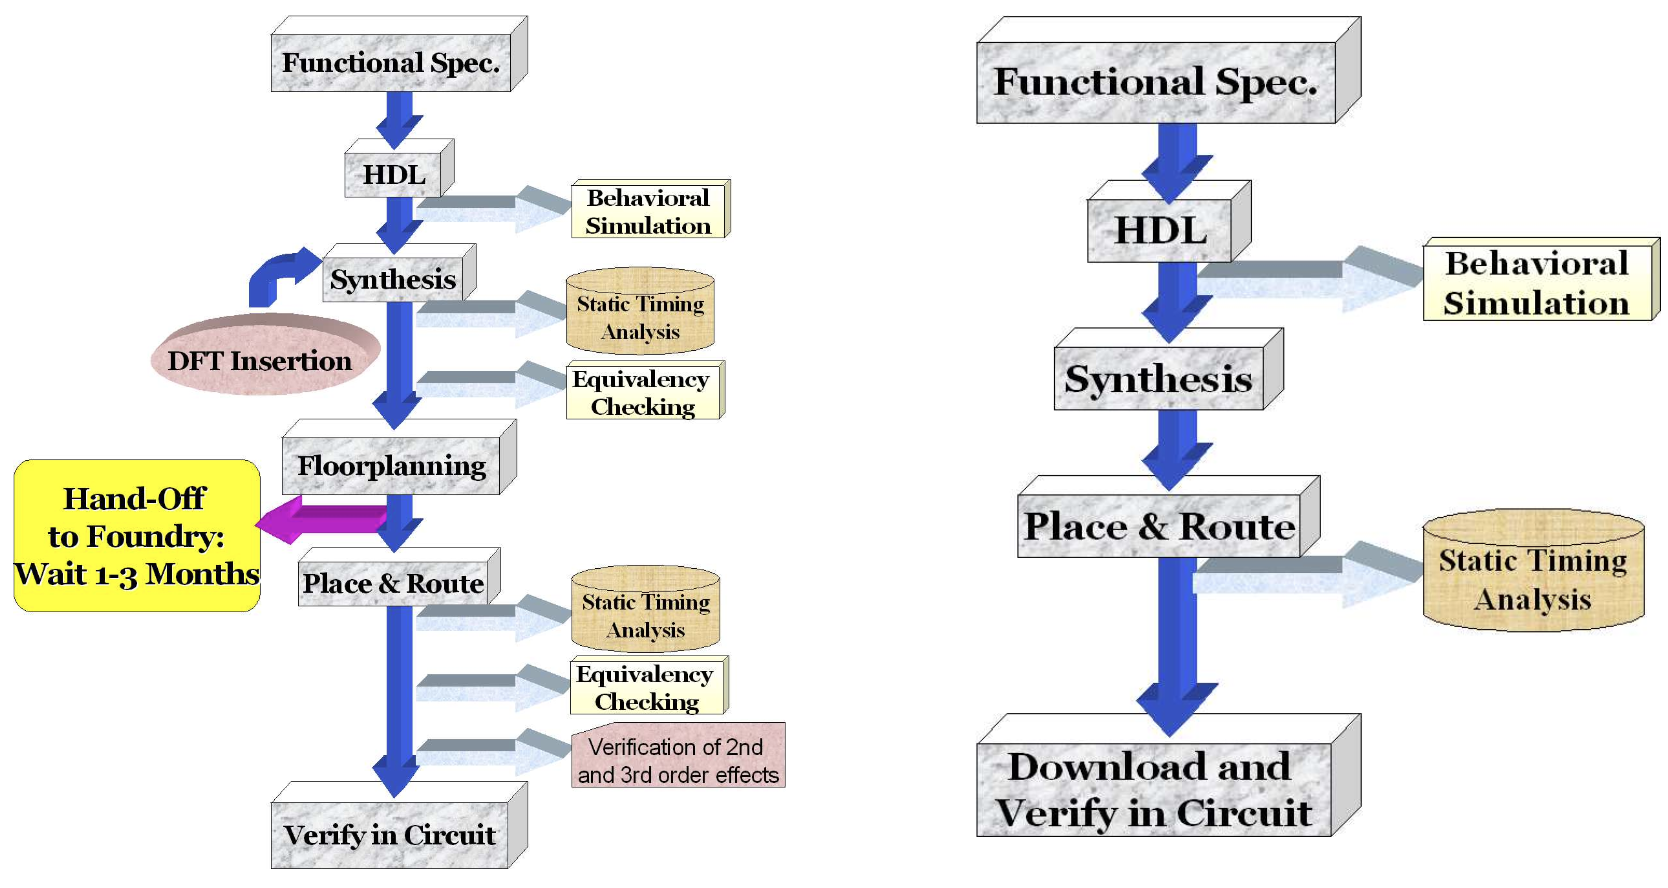 Functional Spec.
HDL
Behavioral
Simulation
Synthesis
DFT Insertion
Static Timing
Analysis
Equivalency
Checking
Floorplanning
Hand-Off
to Foundry:
Wait 1-3 Months
Place & Route
Static Timing
Analysis
Equivalency
Checking
Verification of 2nd
and 3rd order effects
Verify in Circuit
Functional Spec.
HDL
Behavioral
Simulation
Synthesis
Place & Route
Static Timing
Analysis
Download and
Verify in Circuit